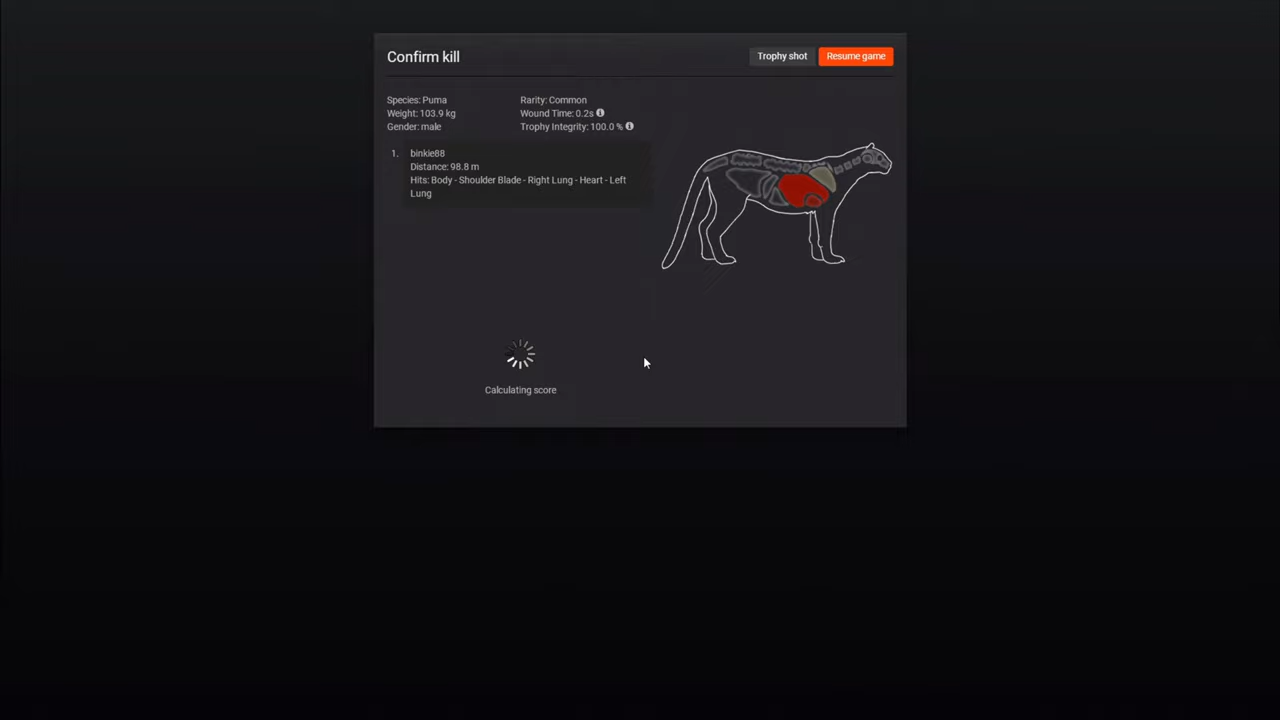 Confirm kill
Trophy shot
Resume game
Species: Puma
Rarity: Common
Weight: 103.9 kg
Wound Time: 0.2s
Gender: male
Trophy Integrity: 100.0 %
1. binkie88
Distance: 98.8 m
Hits: Body - Shoulder Blade - Right Lung - Heart - Left
Lung
Calculating score